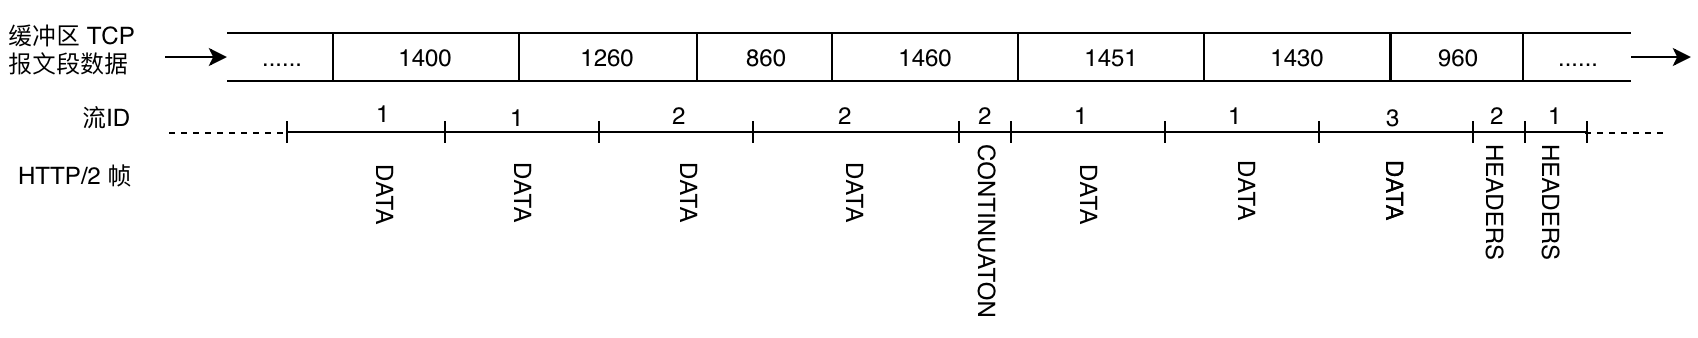 缓冲区 TCP
报文段数据
...... 1400 1260 860 1460 1451 1430 960 ......
流ID 1 1 2 2 2 1 1 3 2 1
HTTP/2 帧 DATA DATA DATA DATA CONTINUATON DATA DATA DATA HEADERS HEADERS